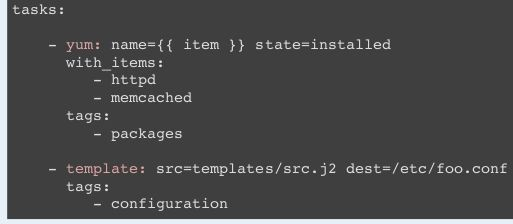 tasks:
    - yum: name={{ item }} state=installed
      with_items:
         - httpd
         - memcached
      tags:
         - packages
    - template: src=templates/src.j2 dest=/etc/foo.conf
      tags:
         - configuration